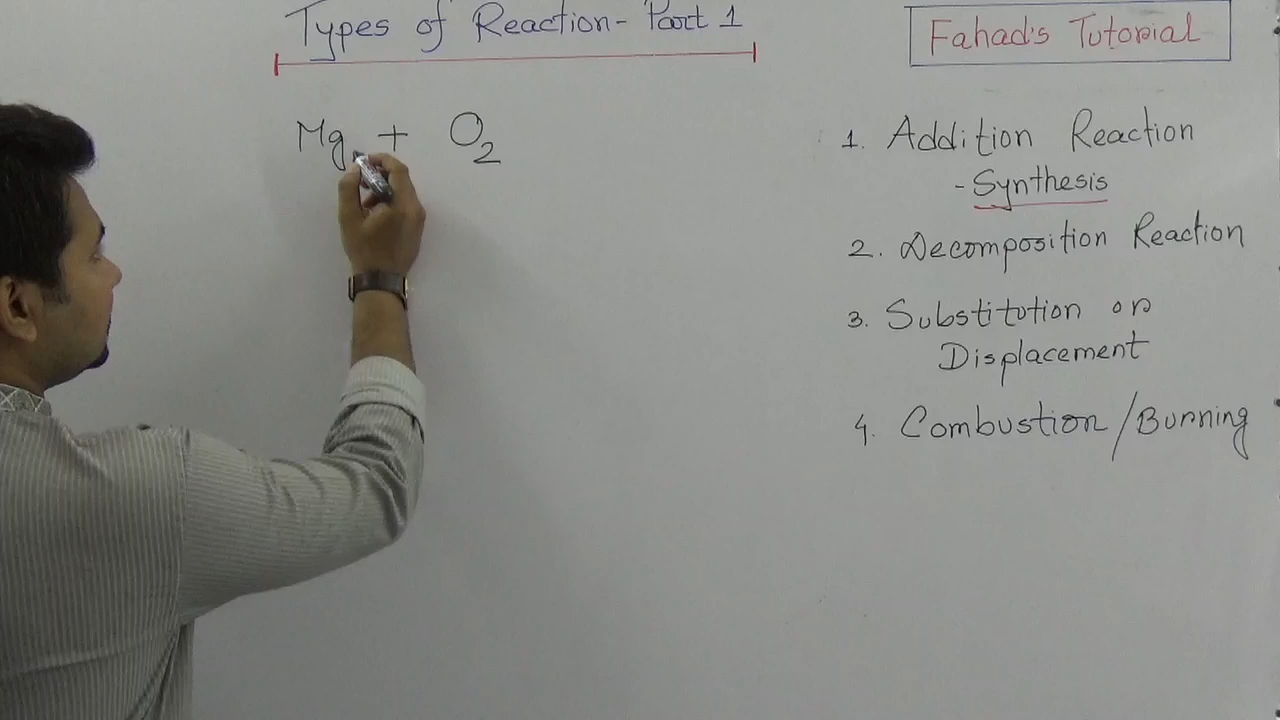 Types of Reaction- Part 1
Fahad's Tutorial
Mg + O2
1. Addition Reaction
- Synthesis
2. Decomposition Reaction
3. Substitution or
Displacement
4. Combustion / Burning